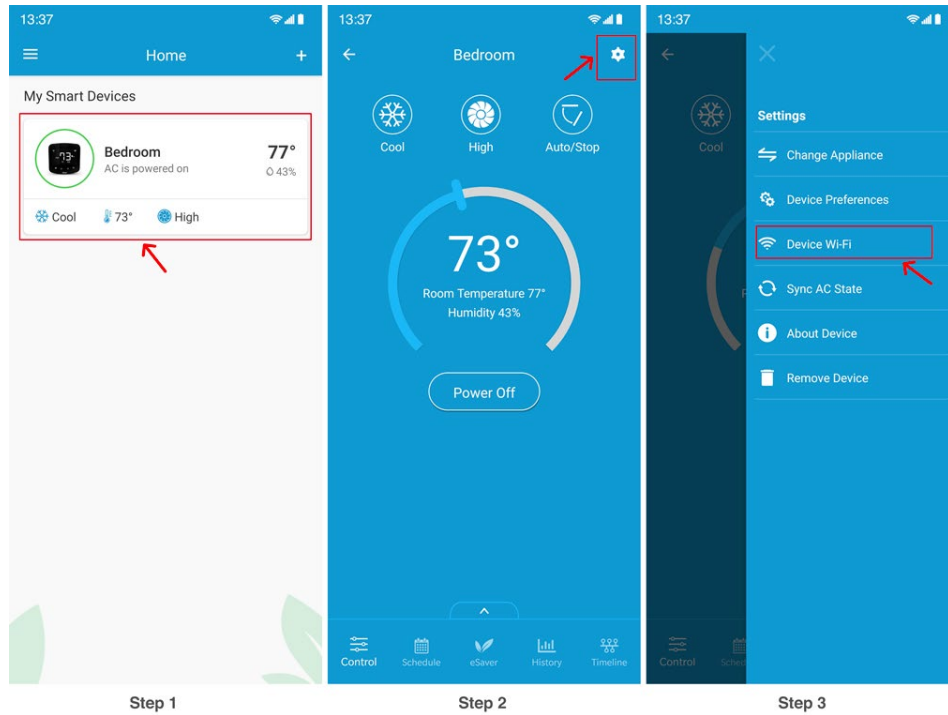 13:37
Home
+
My Smart Devices
-73-
Bedroom
AC is powered on
77°
43%
Cool
73°
High
Step 1
13:37
Bedroom
Cool
High
Auto/Stop
73°
Room Temperature 77°
Humidity 43%
Power Off
Control
Schedule
eSaver
History
Timeline
Step 2
13:37
Cool
Settings
Change Appliance
Device Preferences
Device Wi-Fi
Sync AC State
About Device
Remove Device
Control
Sched
Step 3